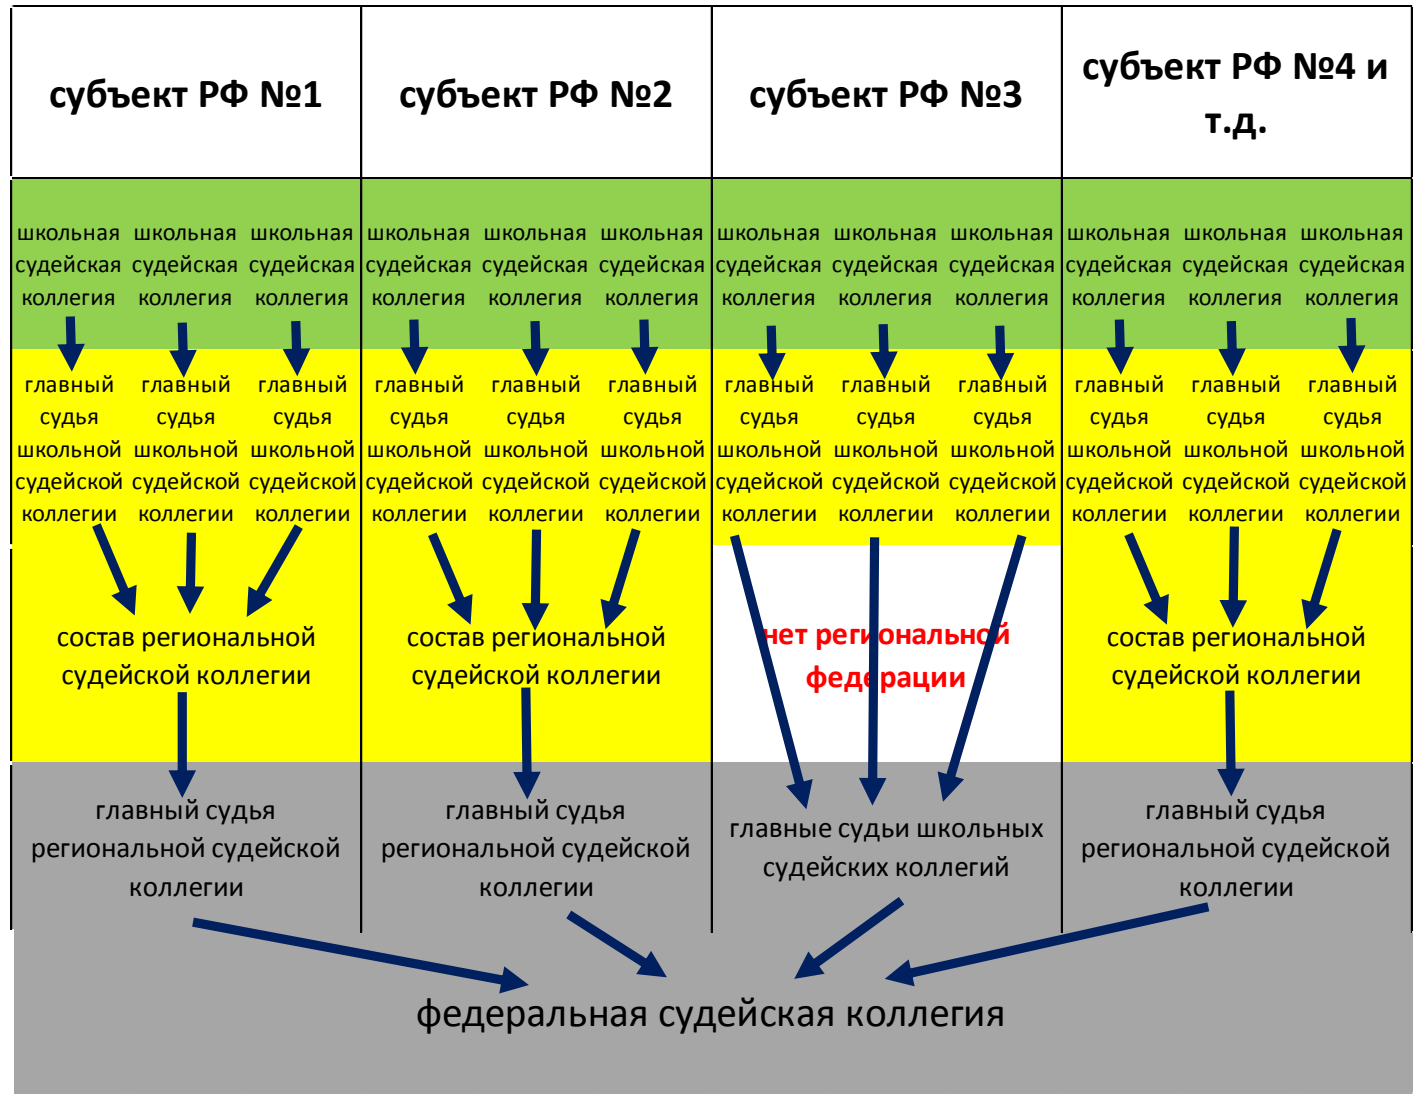 субъект РФ №1
субъект РФ №2
субъект РФ №3
субъект РФ №4 и
т.д.
школьная школьная школьная
судейская судейская судейская
коллегия коллегия коллегия
школьная школьная школьная
судейская судейская судейская
коллегия коллегия коллегия
школьная школьная школьная
судейская судейская судейская
коллегия коллегия коллегия
школьная школьная школьная
судейская судейская судейская
коллегия коллегия коллегия
главный главный главный
судья судья судья
школьной школьной школьной
судейской судейской судейской
коллегии коллегии коллегии
главный главный главный
судья судья судья
школьной школьной школьной
судейской судейской судейской
коллегии коллегии коллегии
главный главный главный
судья судья судья
школьной школьной школьной
судейской судейской судейской
коллегии коллегии коллегии
главный главный главный
судья судья судья
школьной школьной школьной
судейской судейской судейской
коллегии коллегии коллегии
состав региональной
судейской коллегии
состав региональной
судейской коллегии
нет региональной
федерации
состав региональной
судейской коллегии
главный судья
региональной судейской
коллегии
главный судья
региональной судейской
коллегии
главные судьи школьных
судейских коллегий
главный судья
региональной судейской
коллегии
федеральная судейская коллегия